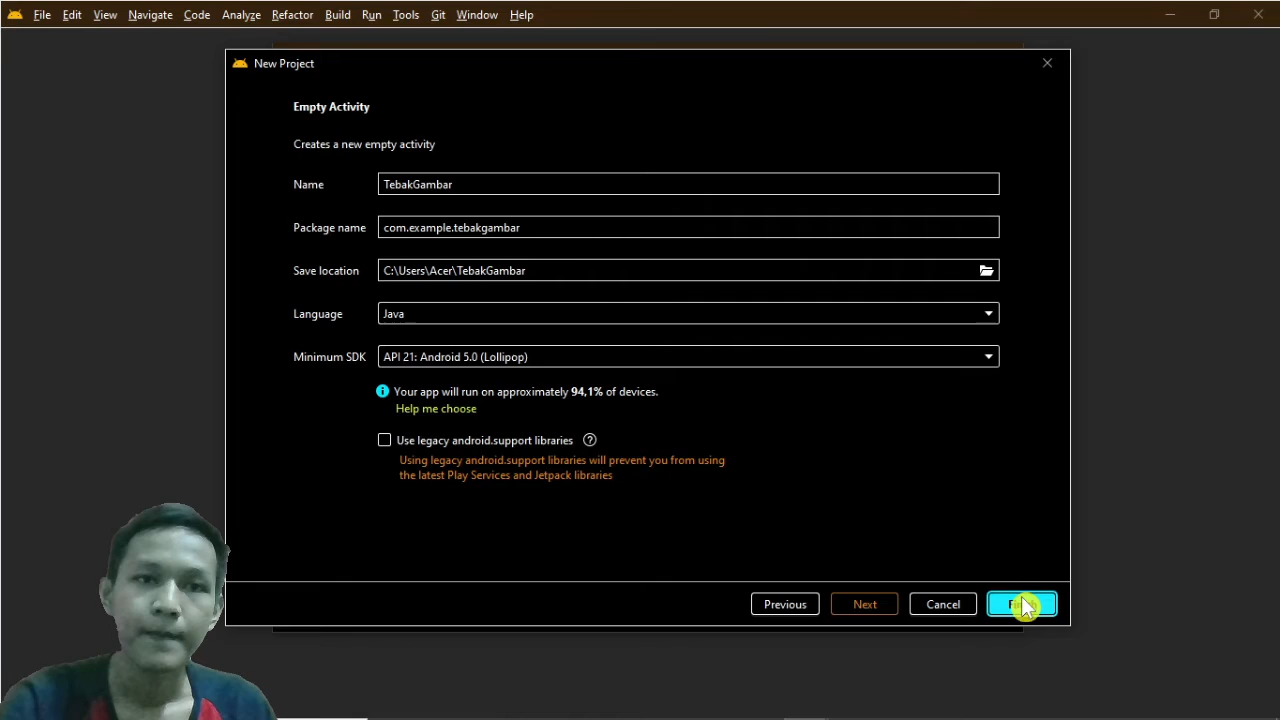 File Edit View Navigate Code Analyze Refactor Build Run Tools Git Window Help
New Project
Empty Activity
Creates a new empty activity
Name TebakGambar
Package name com.example.tebakgambar
Save location C:\Users\Acer\TebakGambar
Language Java
Minimum SDK API 21: Android 5.0 (Lollipop)
Your app will run on approximately 94,1% of devices.
Help me choose
Use legacy android.support libraries
Using legacy android.support libraries will prevent you from using
the latest Play Services and Jetpack libraries
Previous Next Cancel